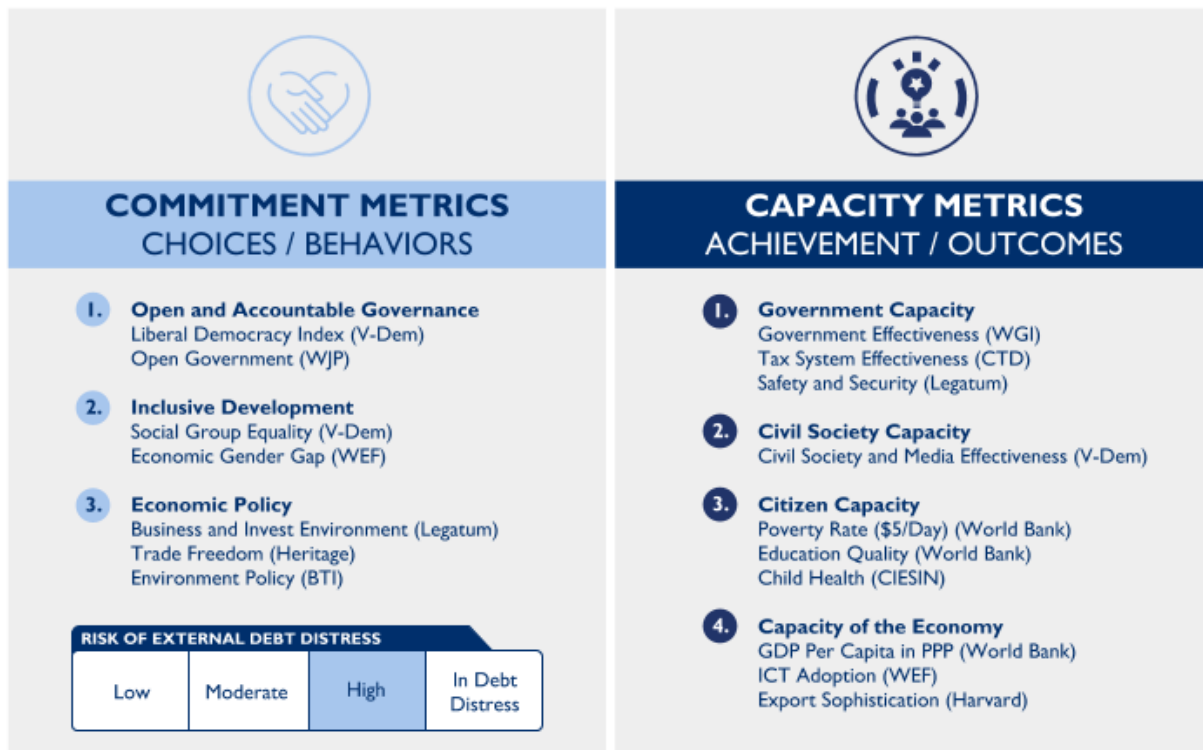 COMMITMENT METRICS
CHOICES / BEHAVIORS
1. Open and Accountable Governance
Liberal Democracy Index (V-Dem)
Open Government (WJP)
2. Inclusive Development
Social Group Equality (V-Dem)
Economic Gender Gap (WEF)
3. Economic Policy
Business and Invest Environment (Legatum)
Trade Freedom (Heritage)
Environment Policy (BTI)
RISK OF EXTERNAL DEBT DISTRESS
Low
Moderate
High
In Debt
Distress
CAPACITY METRICS
ACHIEVEMENT / OUTCOMES
1. Government Capacity
Government Effectiveness (WGI)
Tax System Effectiveness (CTD)
Safety and Security (Legatum)
2. Civil Society Capacity
Civil Society and Media Effectiveness (V-Dem)
3. Citizen Capacity
Poverty Rate ($5/Day) (World Bank)
Education Quality (World Bank)
Child Health (CIESIN)
4. Capacity of the Economy
GDP Per Capita in PPP (World Bank)
ICT Adoption (WEF)
Export Sophistication (Harvard)